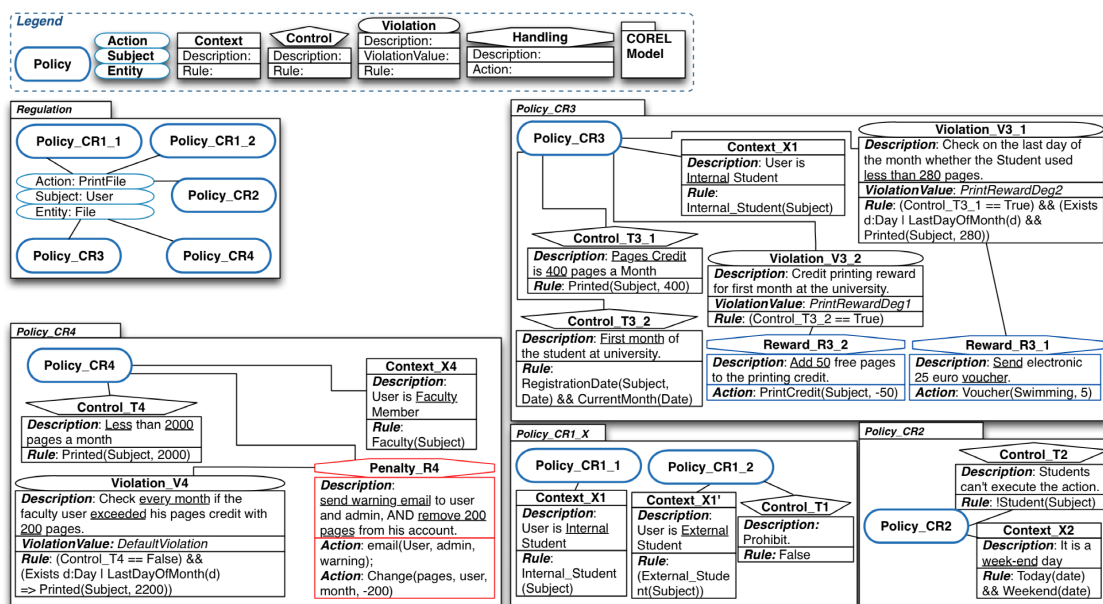 Legend
Policy
Action
Subject
Entity
Context
Description:
Rule:
Control
Description:
Rule:
Violation
Description:
ViolationValue:
Rule:
Handling
Description:
Action:
COREL
Model
Regulation
Policy_CR1_1
Policy_CR1_2
Action: PrintFile
Subject: User
Entity: File
Policy_CR2
Policy_CR3
Policy_CR4
Policy_CR3
Policy_CR3
Context_X1
Description: User is
Internal Student
Rule:
Internal_Student(Subject)
Violation_V3_1
Description: Check on the last day of
the month whether the Student used
less than 280 pages.
ViolationValue: PrintRewardDeg2
Rule: (Control_T3_1 == True) && (Exists
d:Day | LastDayOfMonth(d) &&
Printed(Subject, 280))
Control_T3_1
Description: Pages Credit
is 400 pages a Month
Rule: Printed(Subject, 400)
Violation_V3_2
Description: Credit printing reward
for first month at the university.
ViolationValue: PrintRewardDeg1
Rule: (Control_T3_2 == True)
Control_T3_2
Description: First month of
the student at university.
Rule:
RegistrationDate(Subject,
Date) && CurrentMonth(Date)
Reward_R3_2
Description: Add 50 free pages
to the printing credit.
Action: PrintCredit(Subject, -50)
Reward_R3_1
Description: Send electronic
25 euro voucher.
Action: Voucher(Swimming, 5)
Policy_CR4
Policy_CR4
Context_X4
Description:
User is Faculty
Member
Rule:
Faculty(Subject)
Control_T4
Description: Less than 2000
pages a month
Rule: Printed(Subject, 2000)
Violation_V4
Description: Check every month if the
faculty user exceeded his pages credit with
200 pages.
ViolationValue: DefaultViolation
Rule: (Control_T4 == False) &&
(Exists d:Day | LastDayOfMonth(d)
=> Printed(Subject, 2200))
Penalty_R4
Description:
send warning email to user
and admin, AND remove 200
pages from his account.
Action: email(User, admin,
warning);
Action: Change(pages, user,
month, -200)
Policy_CR1_X
Policy_CR1_1
Policy_CR1_2
Context_X1
Description:
User is Internal
Student
Rule:
Internal_Student
(Subject)
Context_X1'
Description:
User is External
Student
Rule:
(External_Stude
nt(Subject))
Control_T1
Description:
Prohibit.
Rule: False
Policy_CR2
Control_T2
Description: Students
can't execute the action.
Rule: !Student(Subject)
Policy_CR2
Context_X2
Description: It is a
week-end day
Rule: Today(date)
&& Weekend(date)